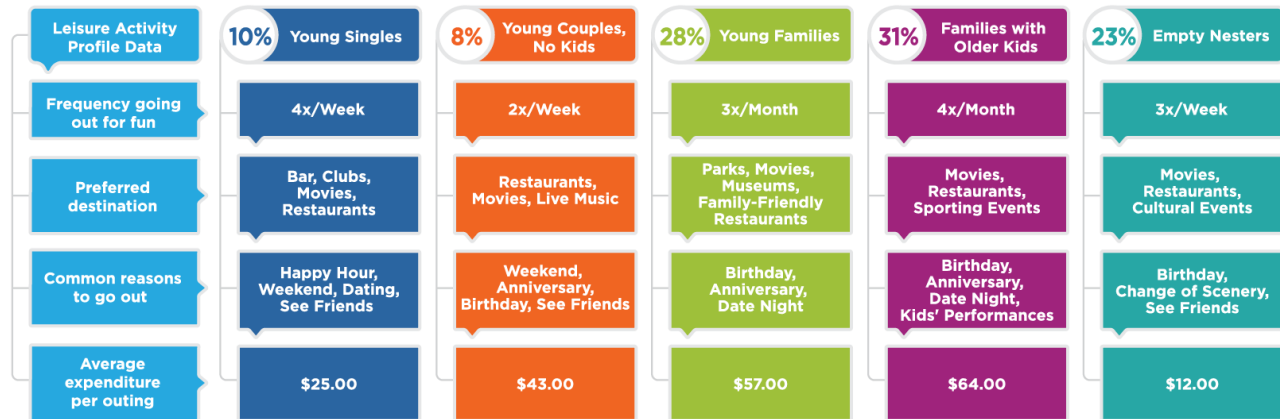 Leisure Activity
Profile Data
10% Young Singles
8% Young Couples,
No Kids
28% Young Families
31% Families with
Older Kids
23% Empty Nesters
Frequency going
out for fun
4x/Week
2x/Week
3x/Month
4x/Month
3x/Week
Preferred
destination
Bar, Clubs,
Movies,
Restaurants
Restaurants,
Movies, Live Music
Parks, Movies,
Museums,
Family-Friendly
Restaurants
Movies,
Restaurants,
Sporting Events
Movies,
Restaurants,
Cultural Events
Common reasons
to go out
Happy Hour,
Weekend, Dating,
See Friends
Weekend,
Anniversary,
Birthday, See Friends
Birthday,
Anniversary,
Date Night
Birthday,
Anniversary,
Date Night,
Kids' Performances
Birthday,
Change of Scenery,
See Friends
Average
expenditure
per outing
$25.00
$43.00
$57.00
$64.00
$12.00